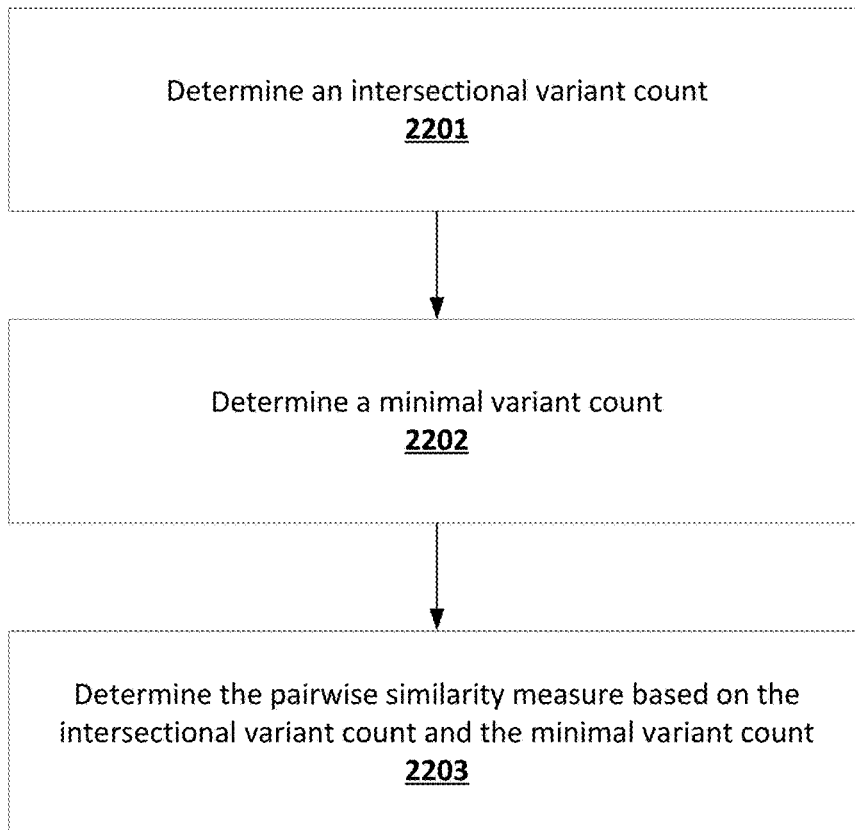 Determine an intersectional variant count
2201
Determine a minimal variant count
2202
Determine the pairwise similarity measure based on the
intersectional variant count and the minimal variant count
2203